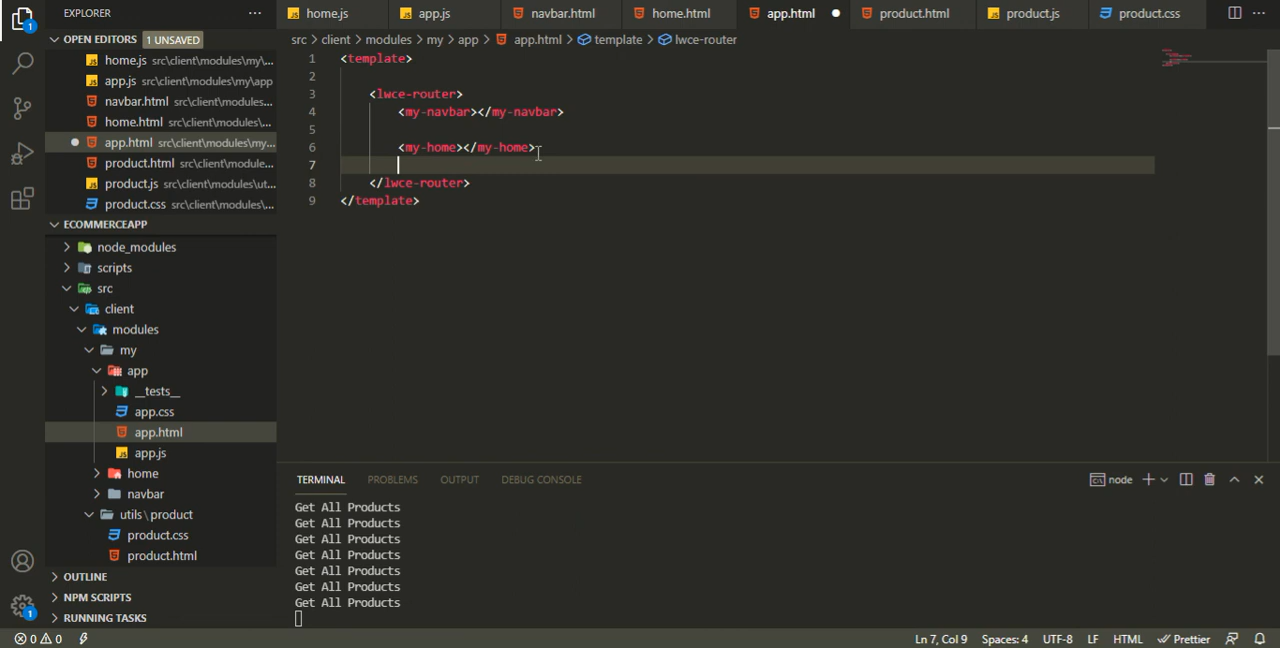 EXPLORER ···
home.js app.js navbar.html home.html app.html product.html product.js product.css ···
OPEN EDITORS 1 UNSAVED
home.js src\client\modules\my\...
app.js src\client\modules\my\app
navbar.html src\client\modules...
home.html src\client\modules\...
app.html src\client\modules\my...
product.html src\client\module...
product.js src\client\modules\ut...
product.css src\client\modules\...
ECOMMERCEAPP
node_modules
scripts
src
client
modules
my
app
__tests__
app.css
app.html
app.js
home
navbar
utils\product
product.css
product.html
OUTLINE
NPM SCRIPTS
RUNNING TASKS
src > client > modules > my > app > app.html > template > lwce-router
1 <template>
2
3 <lwce-router>
4 <my-navbar></my-navbar>
5
6 <my-home></my-home>
7
8 </lwce-router>
9 </template>
TERMINAL PROBLEMS OUTPUT DEBUG CONSOLE node
Get All Products
Get All Products
Get All Products
Get All Products
Get All Products
Get All Products
Get All Products
1
1
0 0 Ln 7, Col 9 Spaces: 4 UTF-8 LF HTML Prettier